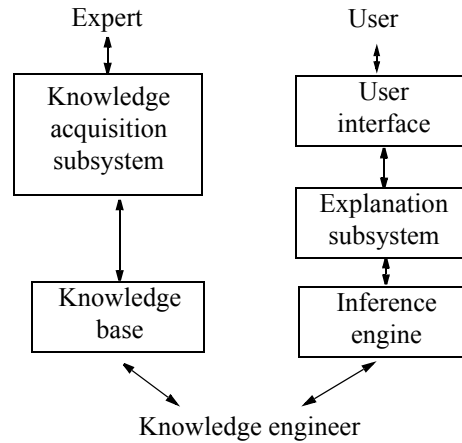 Expert
Knowledge
acquisition
subsystem
Knowledge
base
User
User
interface
Explanation
subsystem
Inference
engine
Knowledge engineer